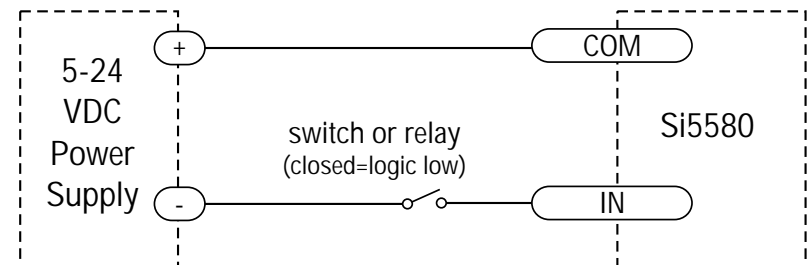 +
COM
5-24
VDC
Power
Supply
switch or relay
(closed=logic low)
Si5580
-
IN